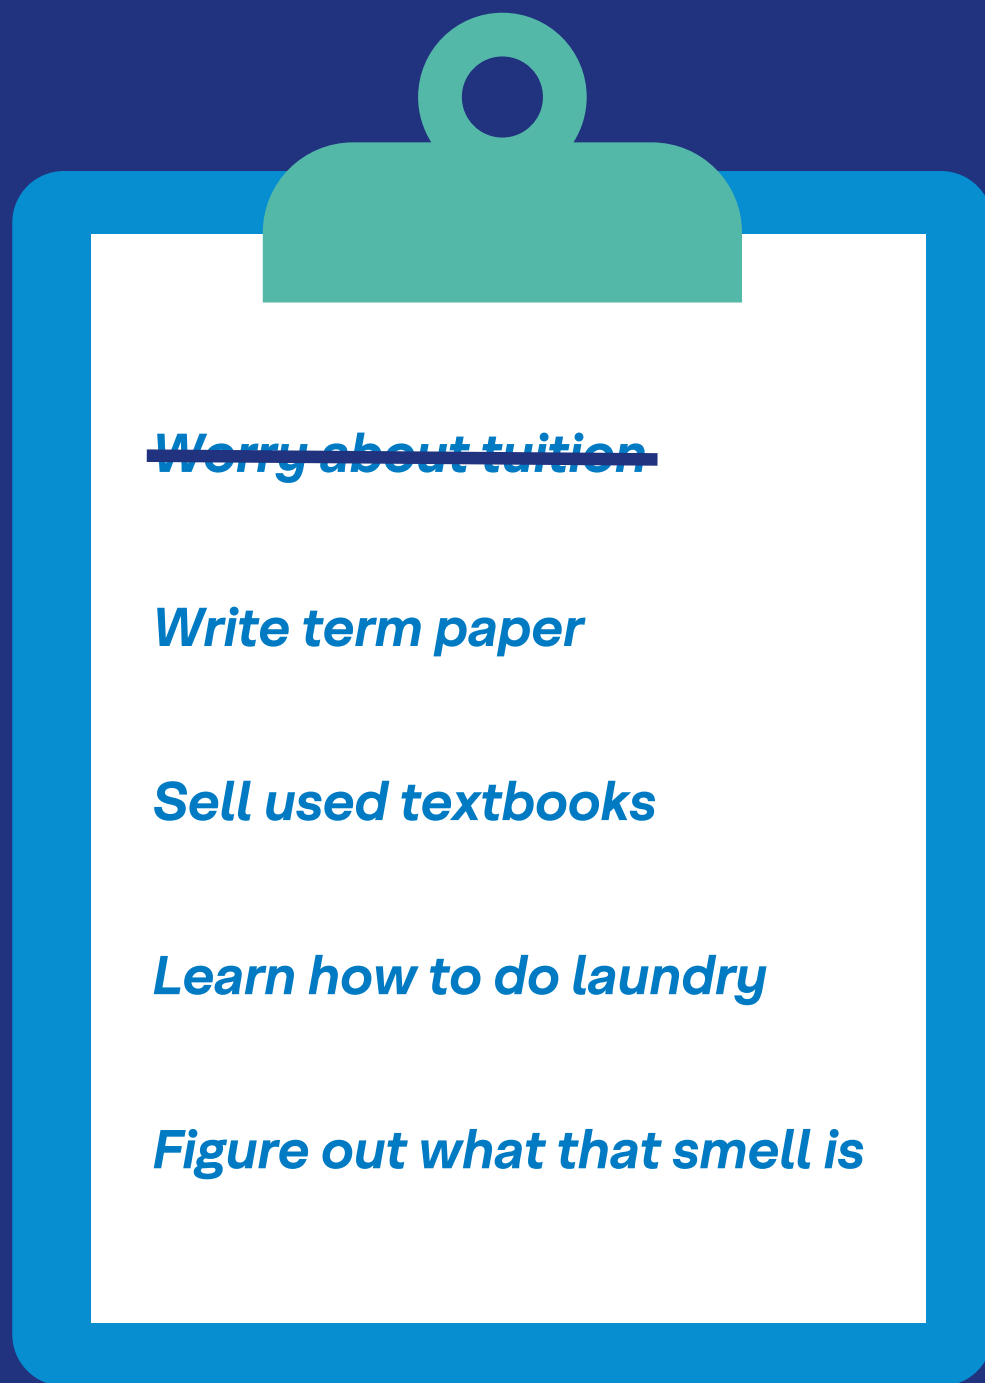 Worry about tuition
Write term paper
Sell used textbooks
Learn how to do laundry
Figure out what that smell is